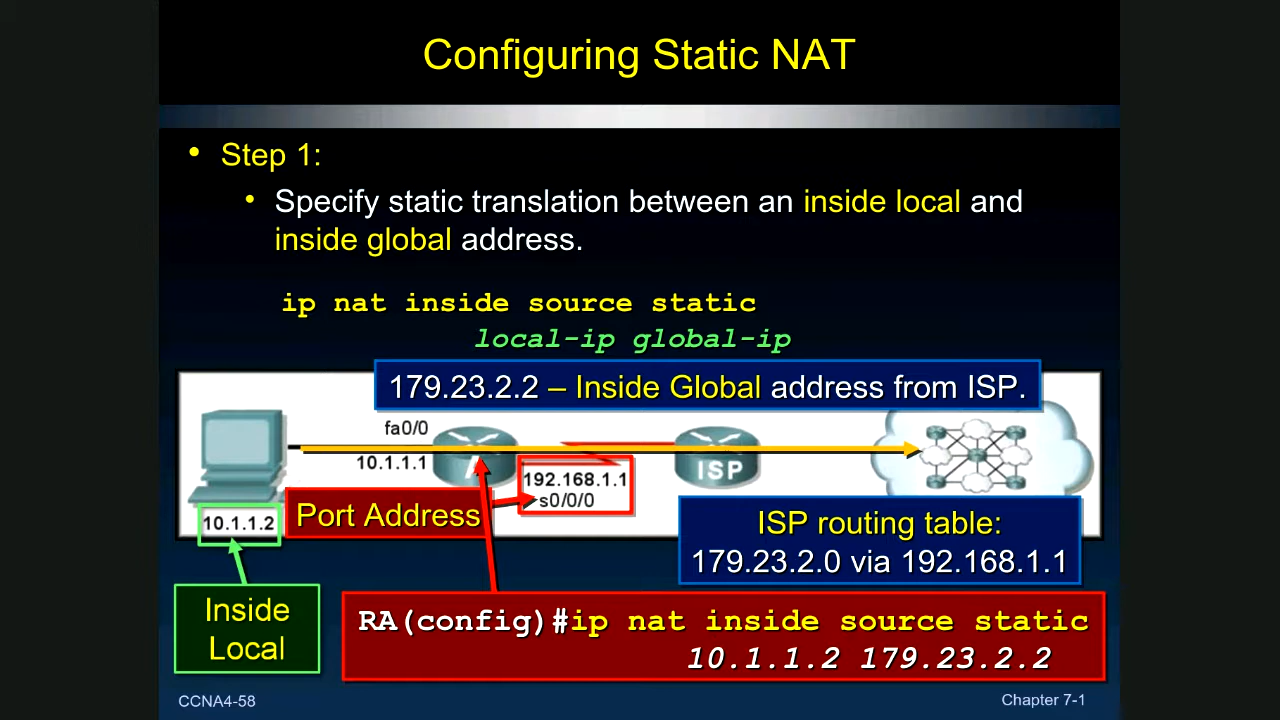 Configuring Static NAT
• Step 1:
• Specify static translation between an inside local and
inside global address.
ip nat inside source static
local-ip global-ip
179.23.2.2 – Inside Global address from ISP.
fa0/0
10.1.1.1
192.168.1.1
s0/0/0
ISP
10.1.1.2
Port Address
ISP routing table:
179.23.2.0 via 192.168.1.1
Inside
Local
RA(config)#ip nat inside source static
10.1.1.2 179.23.2.2
CCNA4-58
Chapter 7-1